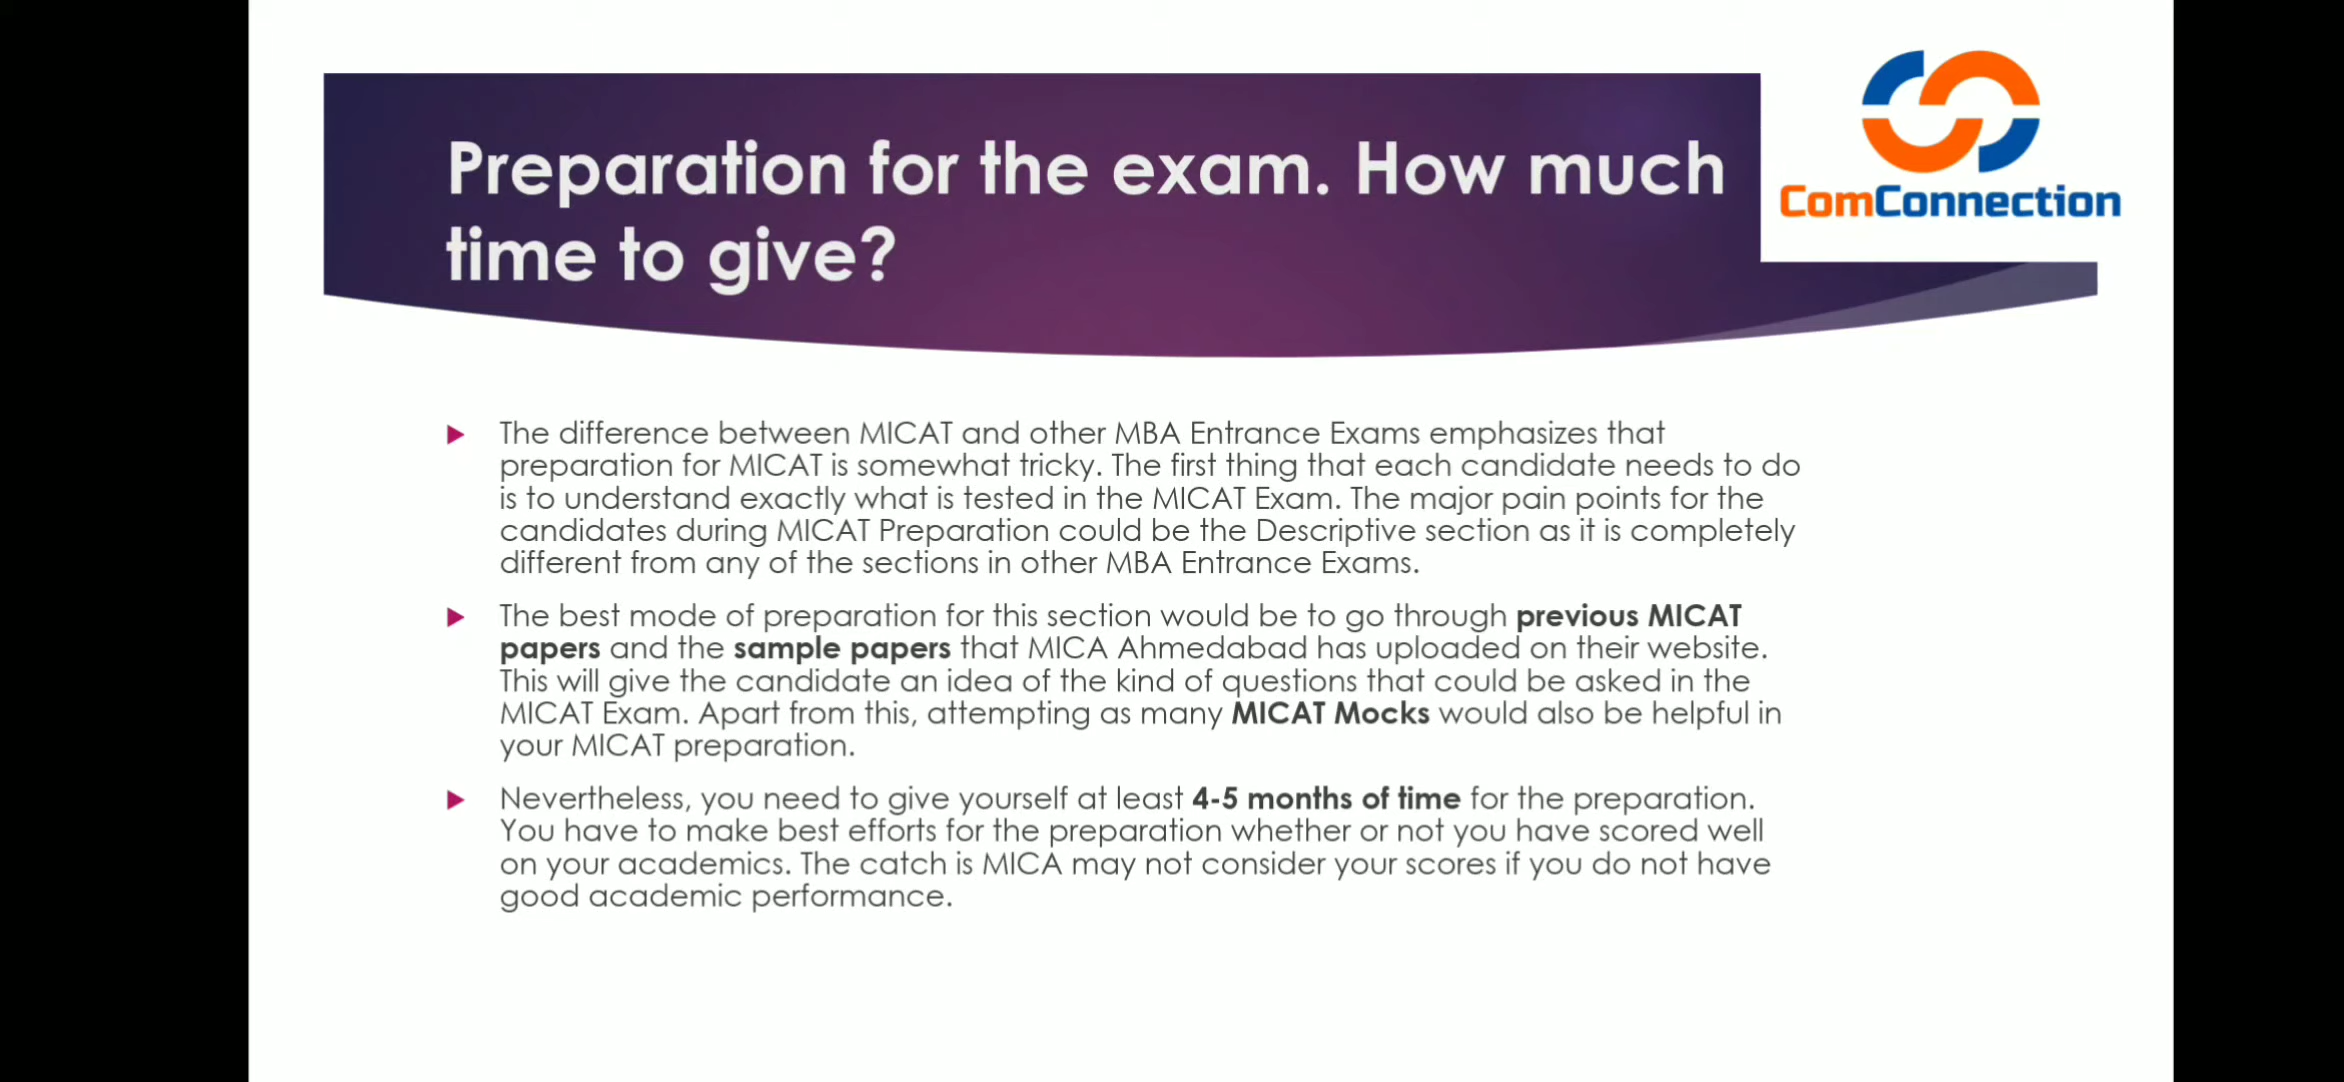 Preparation for the exam. How much
time to give?
ComConnection
The difference between MICAT and other MBA Entrance Exams emphasizes that
preparation for MICAT is somewhat tricky. The first thing that each candidate needs to do
is to understand exactly what is tested in the MICAT Exam. The major pain points for the
candidates during MICAT Preparation could be the Descriptive section as it is completely
different from any of the sections in other MBA Entrance Exams.
The best mode of preparation for this section would be to go through previous MICAT
papers and the sample papers that MICA Ahmedabad has uploaded on their website.
This will give the candidate an idea of the kind of questions that could be asked in the
MICAT Exam. Apart from this, attempting as many MICAT Mocks would also be helpful in
your MICAT preparation.
Nevertheless, you need to give yourself at least 4-5 months of time for the preparation.
You have to make best efforts for the preparation whether or not you have scored well
on your academics. The catch is MICA may not consider your scores if you do not have
good academic performance.